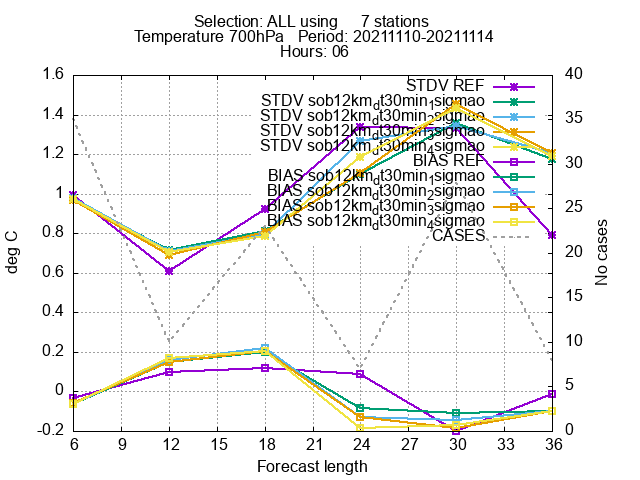 Selection: ALL using 7 stations
Temperature 700hPa Period: 20211110-20211114
Hours: 06
STDV REF
STDV sob12km_dt30min_1sigmao
STDV sob12km_dt30min_2sigmao
STDV sob12km_dt30min_3sigmao
STDV sob12km_dt30min_4sigmao
BIAS REF
BIAS sob12km_dt30min_1sigmao
BIAS sob12km_dt30min_2sigmao
BIAS sob12km_dt30min_3sigmao
BIAS sob12km_dt30min_4sigmao
CASES
deg C
1.6
1.4
1.2
1
0.8
0.6
0.4
0.2
0
-0.2
No cases
40
35
30
25
20
15
10
5
0
6 9 12 15 18 21 24 27 30 33 36
Forecast length